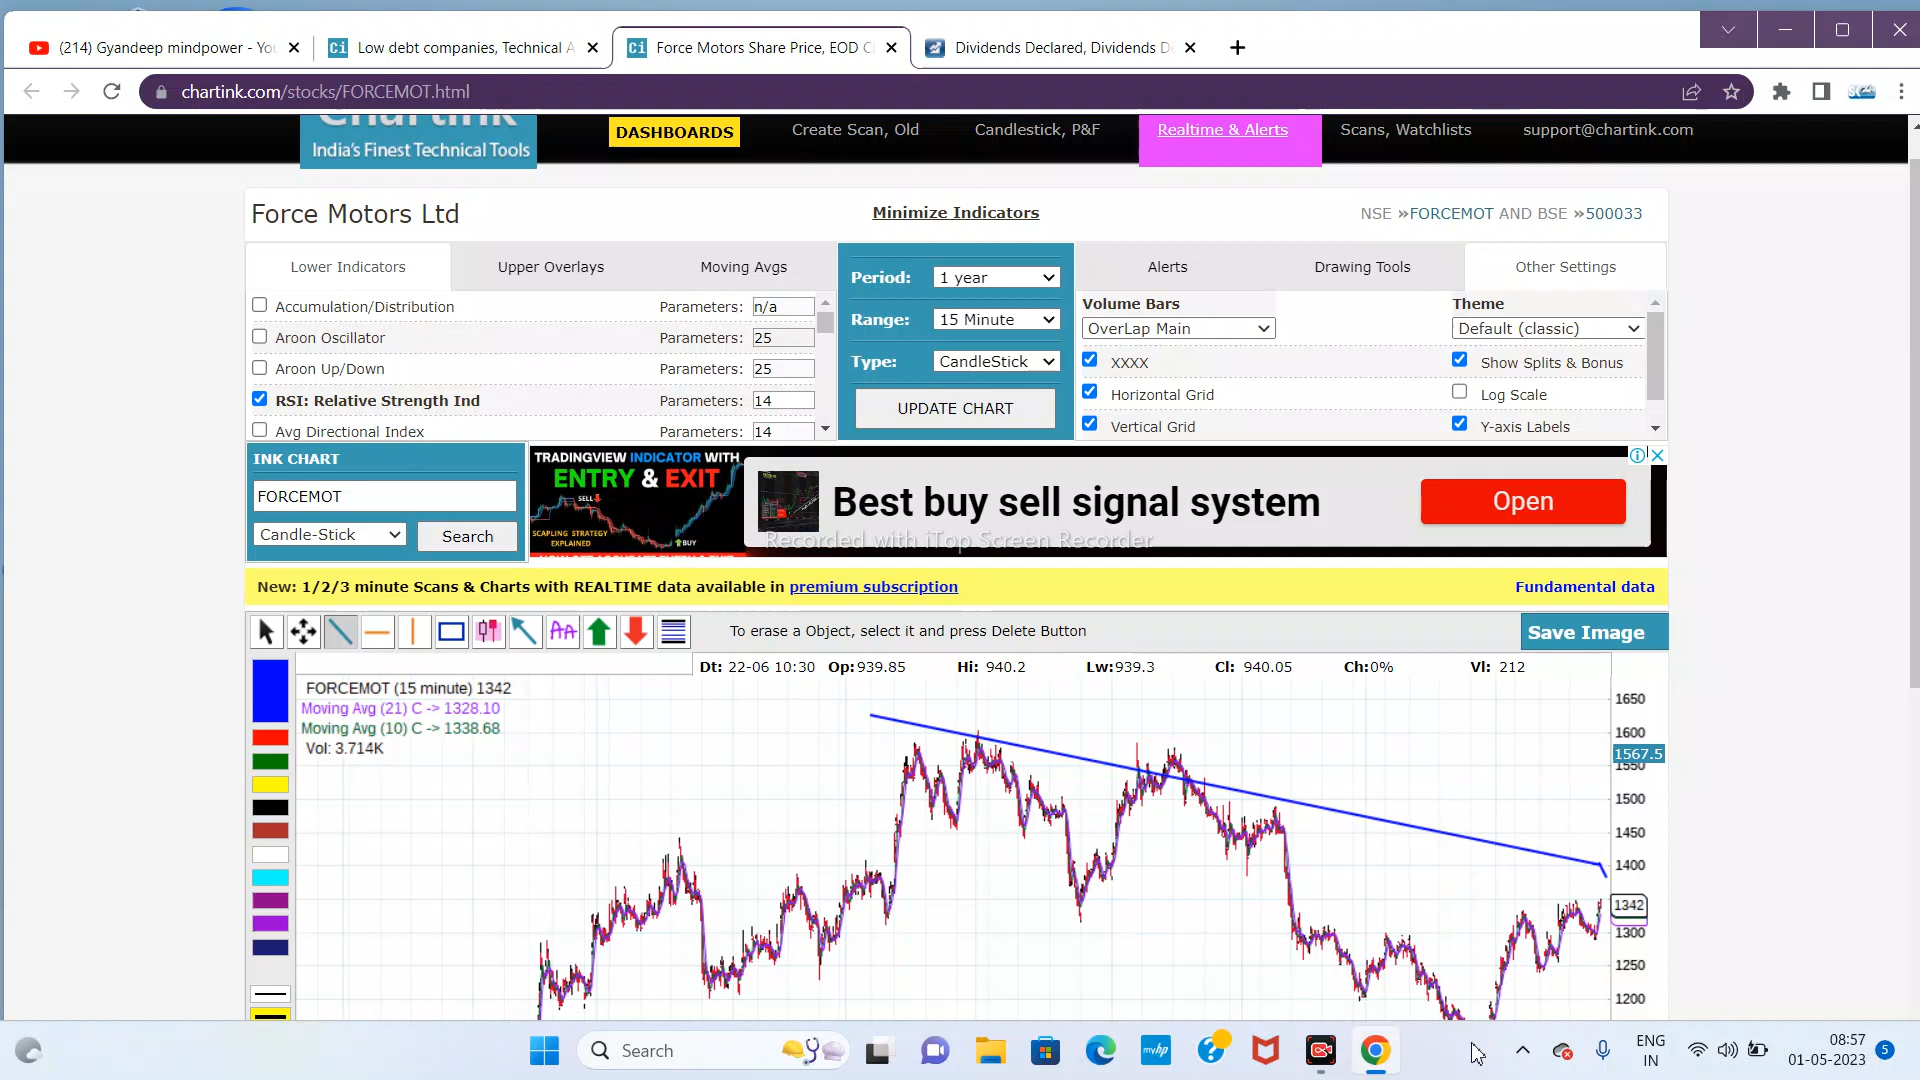 (214) Gyandeep mindpower - You
Low debt companies, Technical A
Force Motors Share Price, EOD C
Dividends Declared, Dividends D
chartink.com/stocks/FORCEMOT.html
Chartink
India's Finest Technical Tools
DASHBOARDS
Create Scan, Old
Candlestick, P&F
Realtime & Alerts
Scans, Watchlists
support@chartink.com
Force Motors Ltd
Minimize Indicators
NSE »FORCEMOT AND BSE »500033
Lower Indicators
Upper Overlays
Moving Avgs
Period: 1 year
Alerts
Drawing Tools
Other Settings
Accumulation/Distribution Parameters: n/a
Aroon Oscillator Parameters: 25
Aroon Up/Down Parameters: 25
RSI: Relative Strength Ind Parameters: 14
Avg Directional Index Parameters: 14
Range: 15 Minute
Type: CandleStick
UPDATE CHART
Volume Bars
Theme
OverLap Main
Default (classic)
XXXX
Show Splits & Bonus
Horizontal Grid
Log Scale
Vertical Grid
Y-axis Labels
INK CHART
FORCEMOT
Candle-Stick
Search
TRADINGVIEW INDICATOR WITH
ENTRY & EXIT
SELL
SCAPLING STRATEGY
EXPLAINED
BUY
Best buy sell signal system
Open
Recorded with iTop Screen Recorder
New: 1/2/3 minute Scans & Charts with REALTIME data available in premium subscription
Fundamental data
AA
To erase a Object, select it and press Delete Button
Save Image
Dt: 22-06 10:30 Op:939.85 Hi: 940.2 Lw:939.3 Cl: 940.05 Ch:0% Vl: 212
FORCEMOT (15 minute) 1342
Moving Avg (21) C -> 1328.10
Moving Avg (10) C -> 1338.68
Vol: 3.714K
1650
1600
1567.5
1550
1500
1450
1400
1342
1300
1250
1200
Search
myhp
ENG
IN
08:57
01-05-2023
5